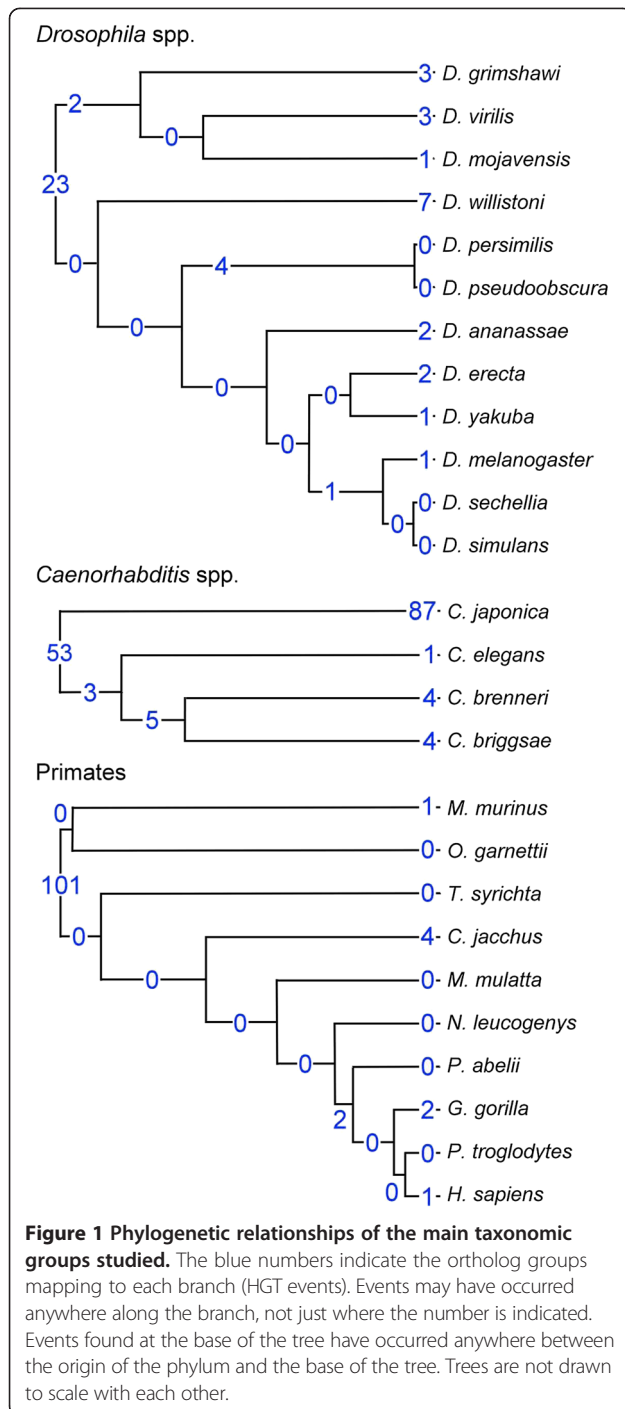 Drosophila spp.
3 D. grimshawi
2
3 D. virilis
0
1 D. mojavensis
23
7 D. willistoni
0 D. persimilis
0
4
0 D. pseudoobscura
0
2 D. ananassae
2 D. erecta
0
0
1 D. yakuba
0
1 D. melanogaster
1
0 D. sechellia
0
0 D. simulans
Caenorhabditis spp.
87 C. japonica
53
1 C. elegans
3
4 C. brenneri
5
4 C. briggsae
Primates
0
1 M. murinus
0 O. garnettii
101
0 T. syrichta
0
4 C. jacchus
0
0 M. mulatta
0
0 N. leucogenys
0
0 P. abelii
2
2 G. gorilla
0
0 P. troglodytes
0
1 H. sapiens
Figure 1 Phylogenetic relationships of the main taxonomic
groups studied. The blue numbers indicate the ortholog groups
mapping to each branch (HGT events). Events may have occurred
anywhere along the branch, not just where the number is indicated.
Events found at the base of the tree have occurred anywhere between
the origin of the phylum and the base of the tree. Trees are not drawn
to scale with each other.